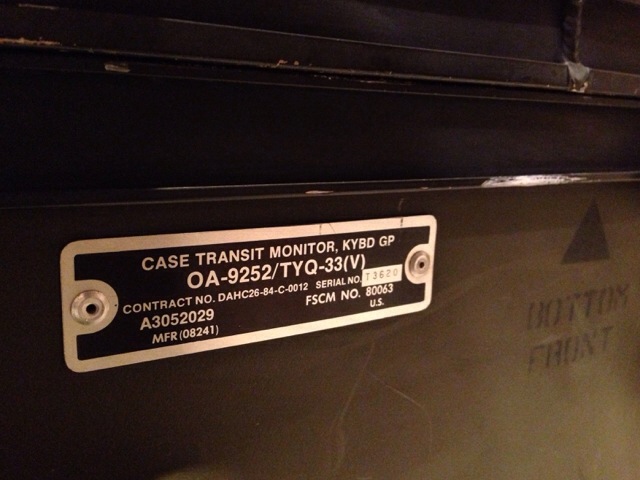 CASE TRANSIT MONITOR, KYBD GP
OA-9252/TYQ-33(V)
CONTRACT NO. DAHC26-84-C-0012 SERIAL NO. T3620
A3052029 FSCM NO. 80063
MFR (08241) U.S.
BOTTOM
FRONT